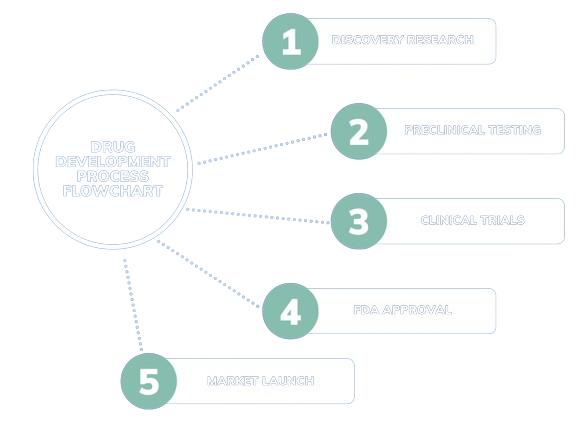 DRUG
DEVELOPMENT
PROCESS
FLOWCHART
1 DISCOVERY RESEARCH
2 PRECLINICAL TESTING
3 CLINICAL TRIALS
4 FDA APPROVAL
5 MARKET LAUNCH